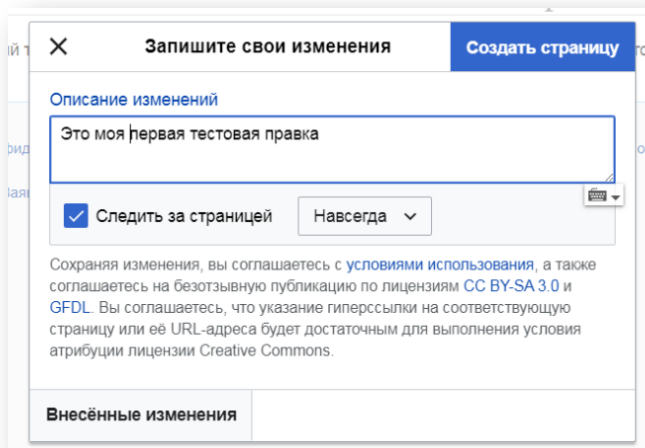 Запишите свои изменения
Создать страницу
Описание изменений
Это моя первая тестовая правка
Следить за страницей
Навсегда
Сохраняя изменения, вы соглашаетесь с условиями использования, а также
соглашаетесь на безотзывную публикацию по лицензиям CC BY-SA 3.0 и
GFDL. Вы соглашаетесь, что указание гиперссылки на соответствующую
страницу или её URL-адреса будет достаточным для выполнения условия
атрибуции лицензии Creative Commons.
Внесённые изменения